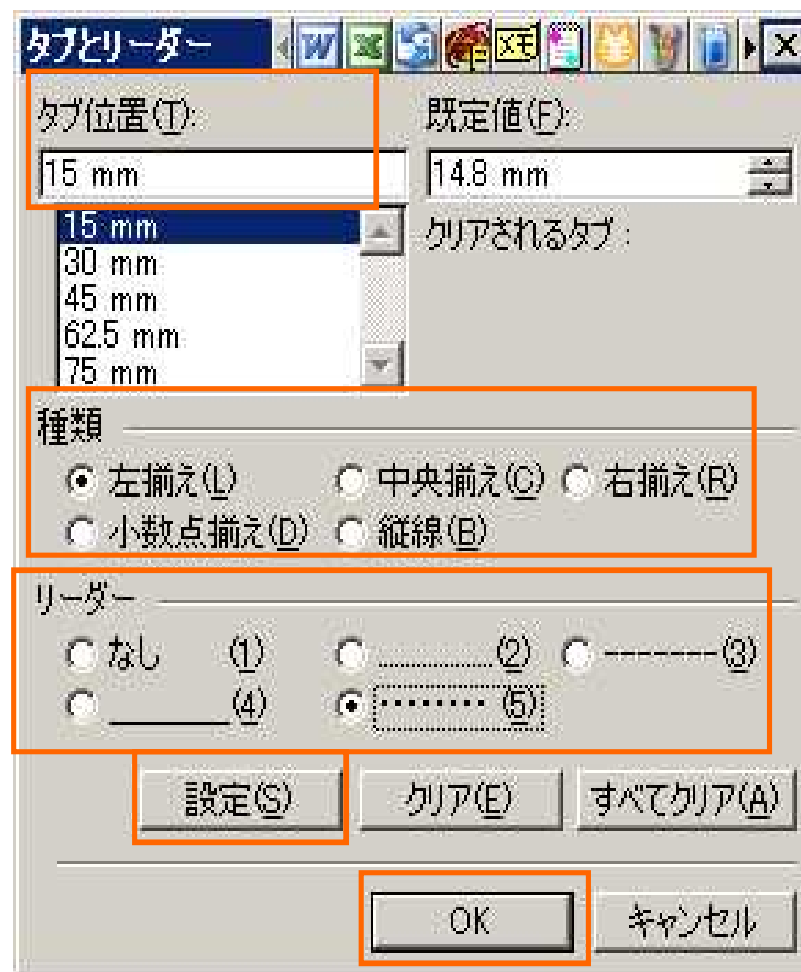 タブとリーダー
タブ位置(T):
既定値(F):
15 mm
14.8 mm
15 mm
30 mm
45 mm
62.5 mm
75 mm
クリアされるタブ:
種類
左揃え(L) 中央揃え(C) 右揃え(R)
小数点揃え(D) 縦線(B)
リーダー
なし (1) ............(2) -------(3)
________(4) ········ (5)
設定(S) クリア(E) すべてクリア(A)
OK キャンセル